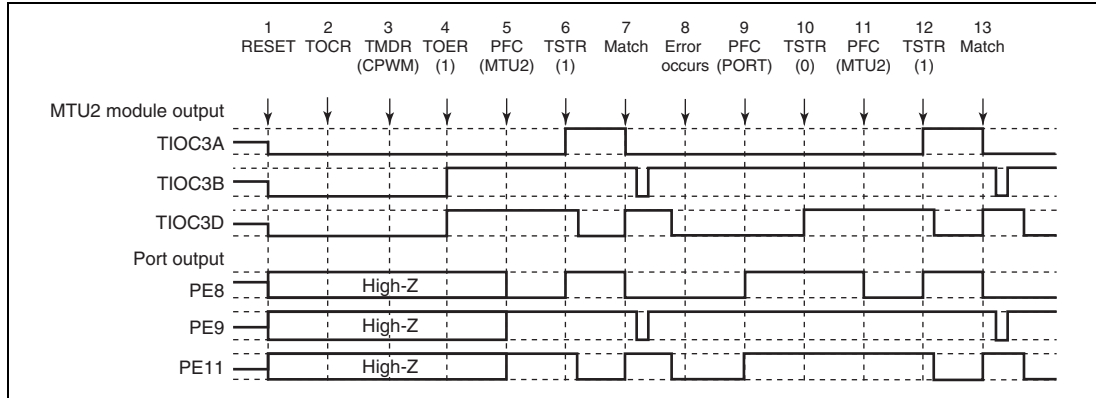 1 2 3 4 5 6 7 8 9 10 11 12 13
RESET TOCR TMDR TOER PFC TSTR Match Error PFC TSTR PFC TSTR Match
(CPWM) (1) (MTU2) (1) occurs (PORT) (0) (MTU2) (1)
MTU2 module output
TIOC3A
TIOC3B
TIOC3D
Port output
PE8 High-Z
PE9 High-Z
PE11 High-Z